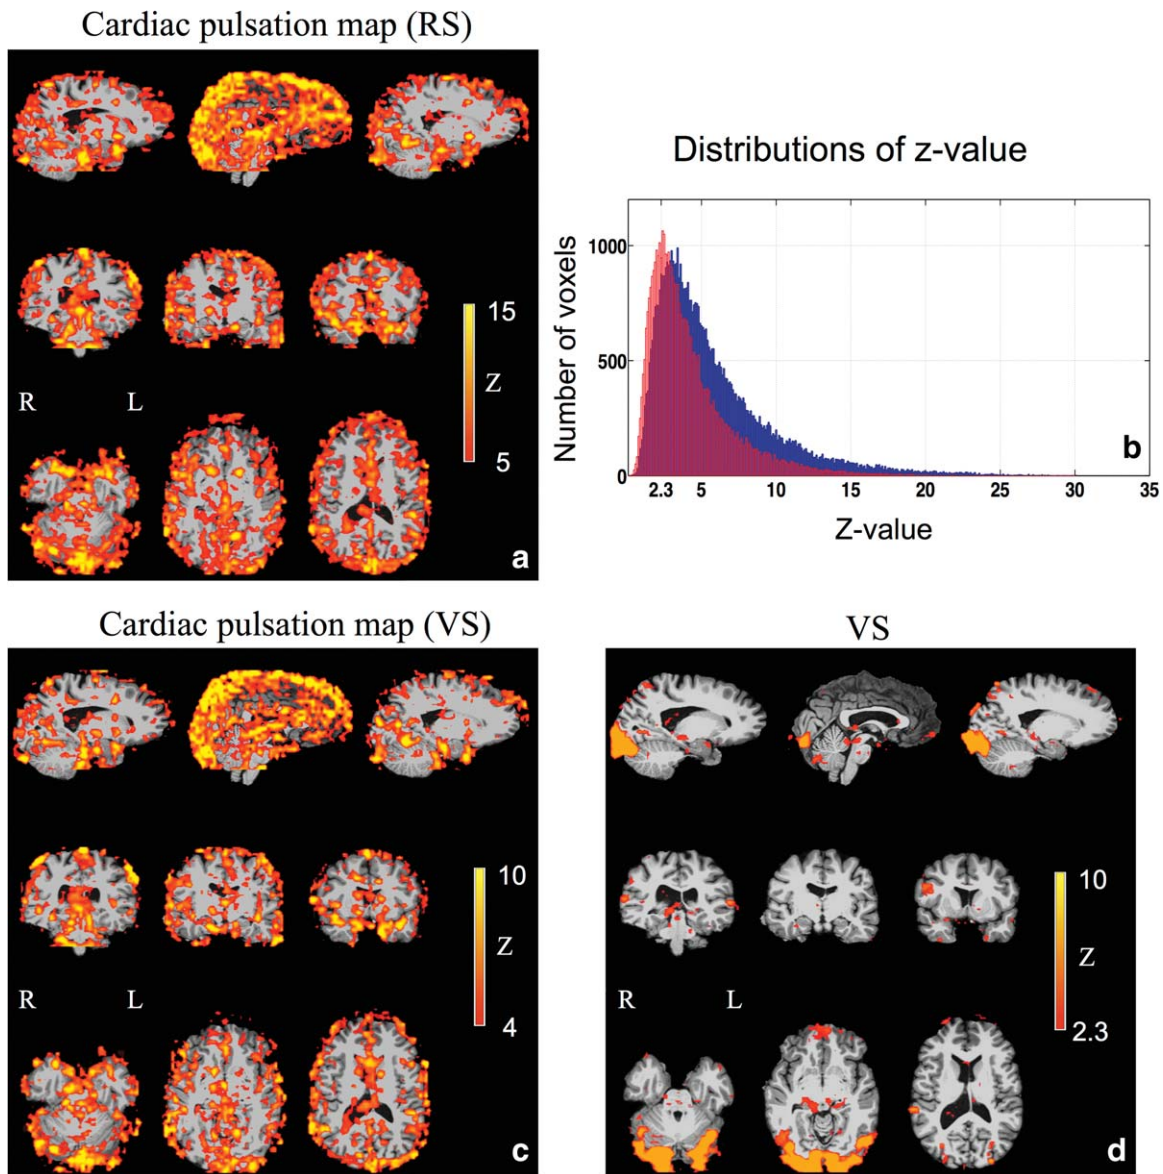 Cardiac pulsation map (RS)
15
Z
5
R L
a
Distributions of z-value
Number of voxels
1000
500
0
2.3 5 10 15 20 25 30 35
Z-value
b
Cardiac pulsation map (VS)
10
Z
4
R L
c
VS
10
Z
2.3
R L
d